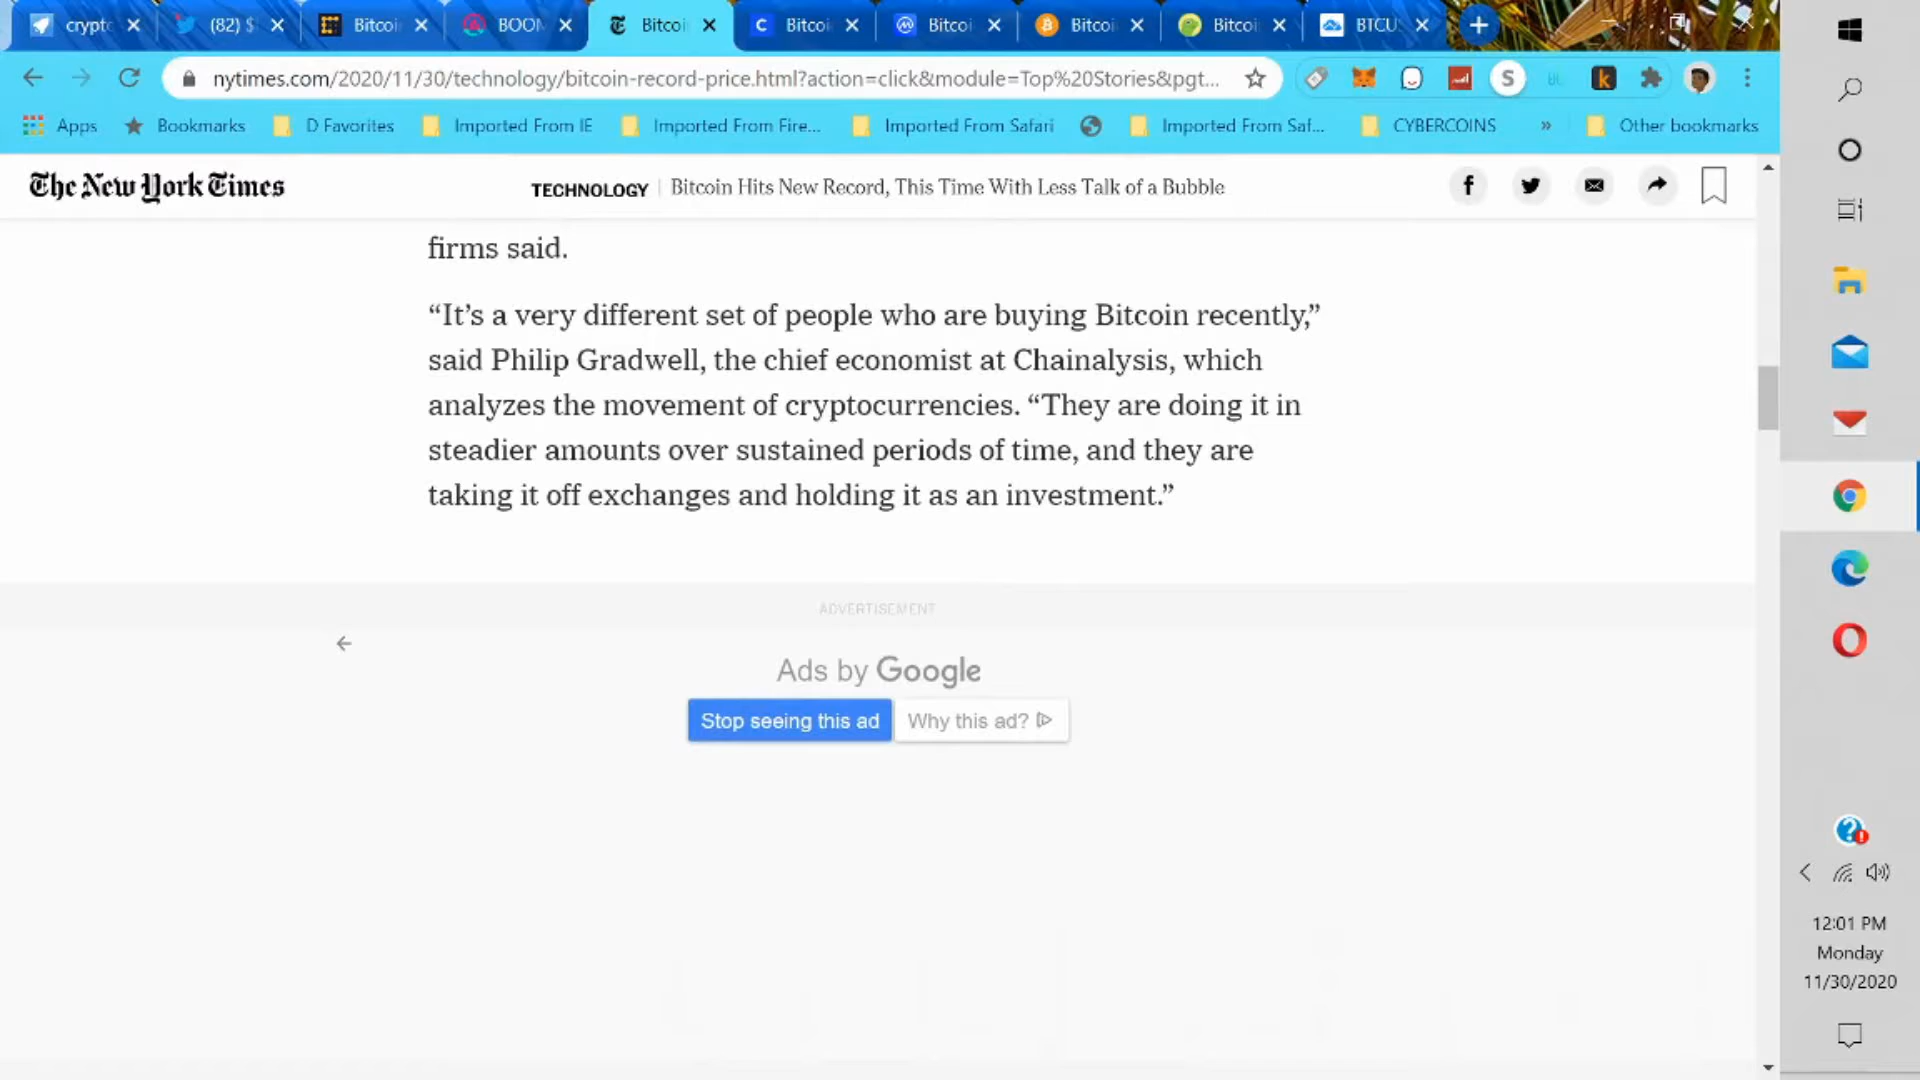 crypto
(82) $
Bitcoi
BOOM
Bitcoi
Bitcoi
Bitcoi
Bitcoi
Bitcoi
BTCU
nytimes.com/2020/11/30/technology/bitcoin-record-price.html?action=click&module=Top%20Stories&pgt...
Apps
Bookmarks
D Favorites
Imported From IE
Imported From Fire...
Imported From Safari
Imported From Saf...
CYBERCOINS
»
Other bookmarks
The New York Times
TECHNOLOGY | Bitcoin Hits New Record, This Time With Less Talk of a Bubble
firms said.
“It’s a very different set of people who are buying Bitcoin recently,”
said Philip Gradwell, the chief economist at Chainalysis, which
analyzes the movement of cryptocurrencies. “They are doing it in
steadier amounts over sustained periods of time, and they are
taking it off exchanges and holding it as an investment.”
ADVERTISEMENT
Ads by Google
Stop seeing this ad
Why this ad?
12:01 PM
Monday
11/30/2020